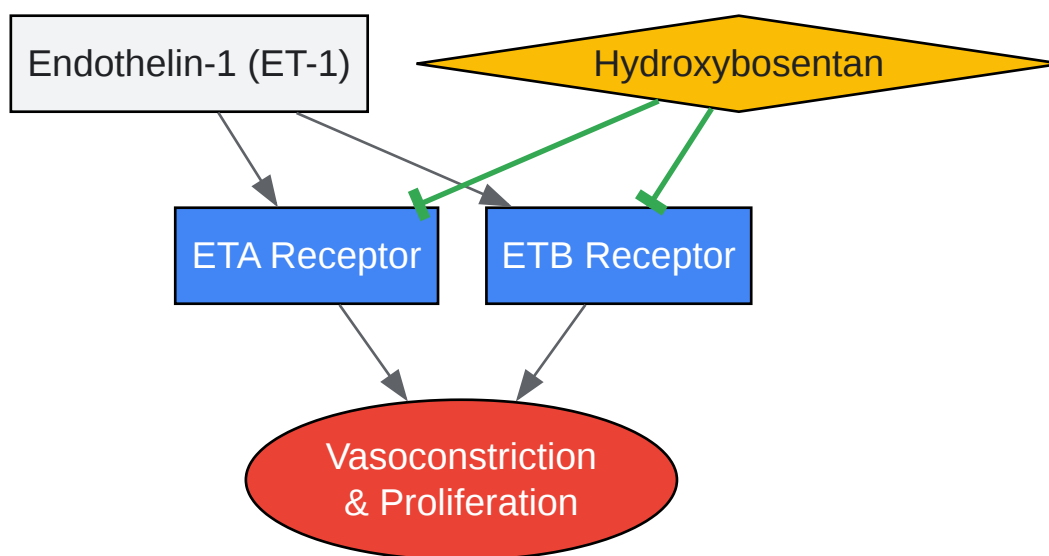 Endothelin-1 (ET-1)
Hydroxybosentan
ETA Receptor
ETB Receptor
Vasoconstriction
& Proliferation